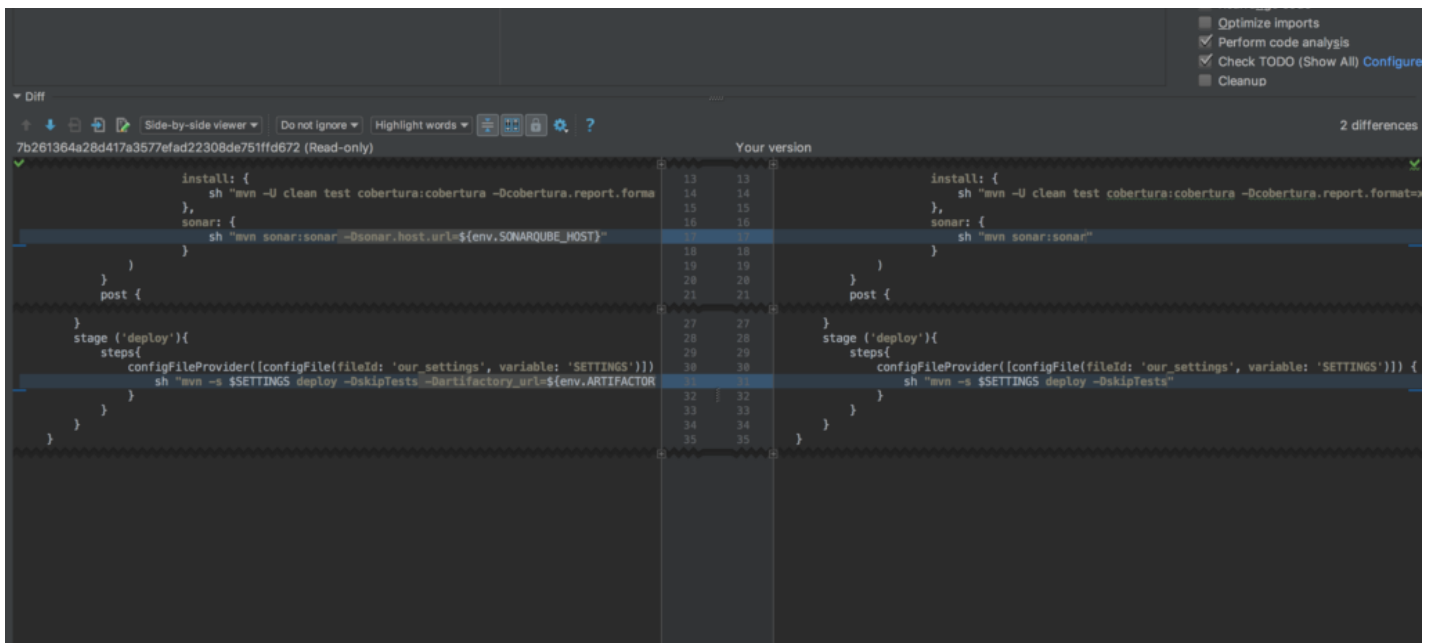 Optimize imports
Perform code analysis
Check TODO (Show All) Configure
Cleanup
Diff
Side-by-side viewer Do not ignore Highlight words ? 2 differences
7b261364a28d417a3577efad22308de751ffd672 (Read-only) Your version
install: { 13 13 install: {
sh "mvn -U clean test cobertura:cobertura -Dcobertura.report.forma 14 14 sh "mvn -U clean test cobertura:cobertura -Dcobertura.report.format=x
}, 15 15 },
sonar: { 16 16 sonar: {
sh "mvn sonar:sonar -Dsonar.host.url=${env.SONARQUBE_HOST}" 17 17 sh "mvn sonar:sonar"
} 18 18 }
) 19 19 )
} 20 20 }
post { 21 21 post {
} 27 27 }
stage ('deploy'){ 28 28 stage ('deploy'){
steps{ 29 29 steps{
configFileProvider([configFile(fileId: 'our_settings', variable: 'SETTINGS')]) 30 30 configFileProvider([configFile(fileId: 'our_settings', variable: 'SETTINGS')]) {
sh "mvn -s $SETTINGS deploy -DskipTests -Dartifactory_url=${env.ARTIFACTOR 31 31 sh "mvn -s $SETTINGS deploy -DskipTests"
} 32 32 }
} 33 33 }
} 34 34 }
} 35 35 }